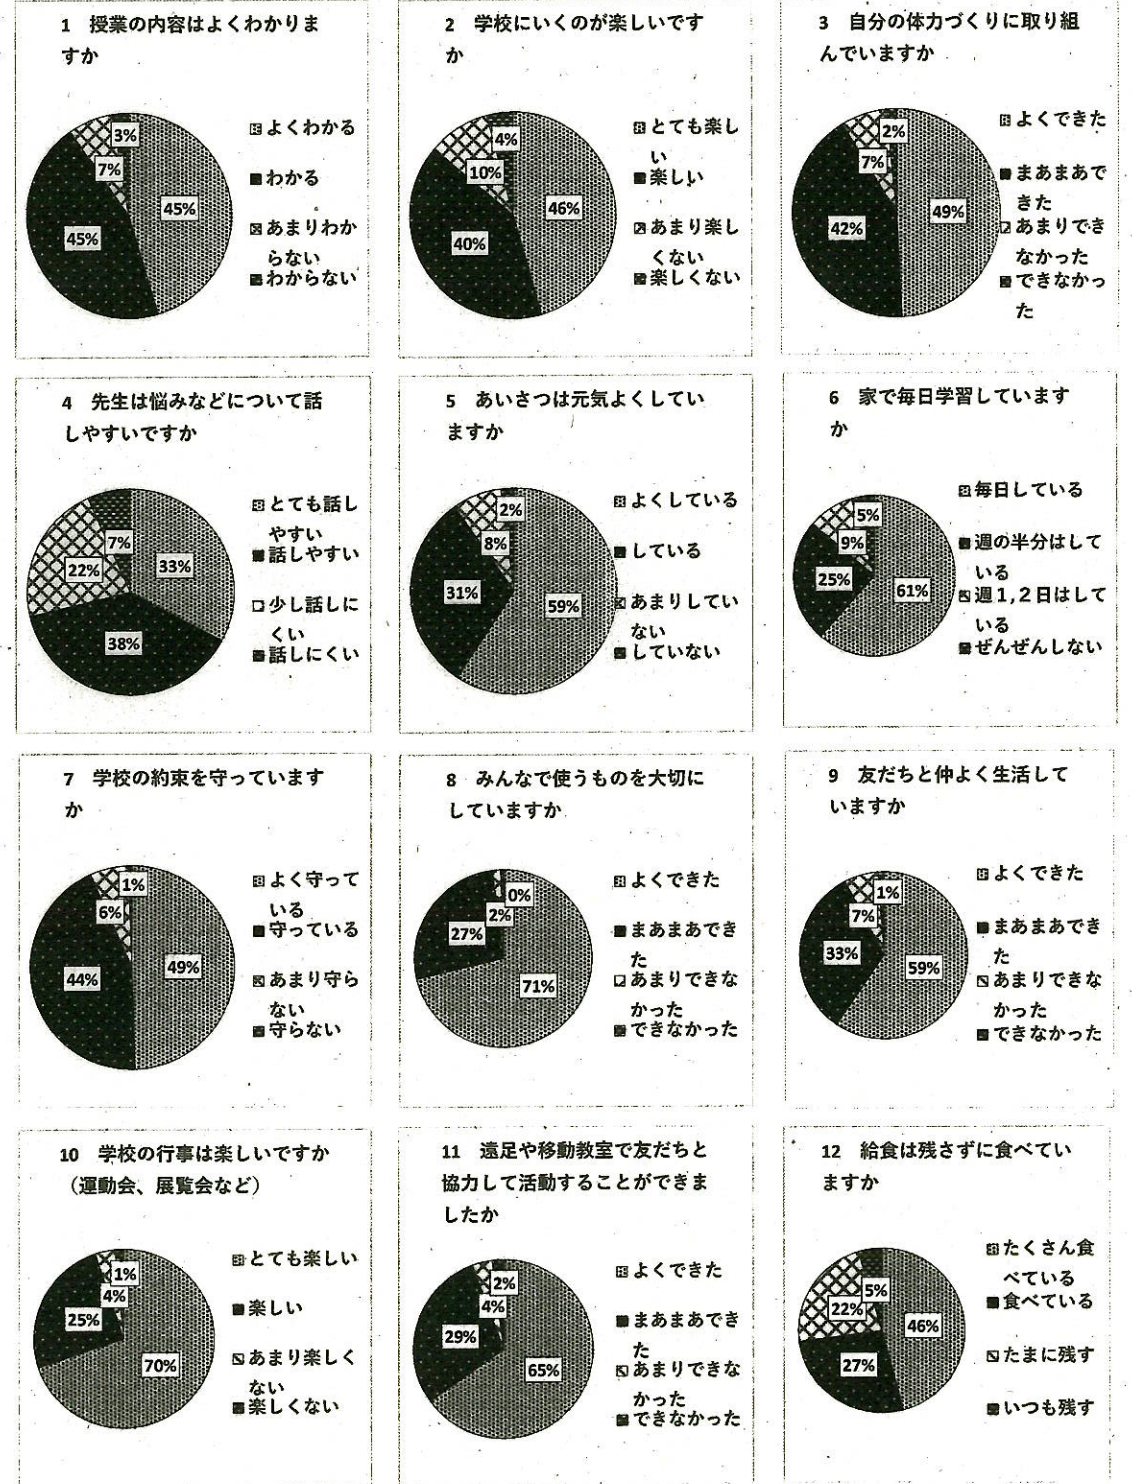 1 授業の内容はよくわかりま
すか
3%
7%
45%
45%
よくわかる
わかる
あまりわか
らない
わからない
2 学校にいくのが楽しいです
か
4%
10%
46%
40%
とても楽し
い
楽しい
あまり楽し
くない
楽しくない
3 自分の体力づくりに取り組
んでいますか
2%
7%
49%
42%
よくできた
まあまあで
きた
あまりでき
なかった
できなかっ
た
4 先生は悩みなどについて話
しやすいですか
7%
22%
33%
38%
とても話し
やすい
話しやすい
少し話しに
くい
話しにくい
5 あいさつは元気よくしてい
ますか
2%
8%
31%
59%
よくしている
している
あまりしてい
ない
していない
6 家で毎日学習しています
か
5%
9%
25%
61%
毎日している
週の半分はして
いる
週1,2日はして
いる
ぜんぜんしない
7 学校の約束を守っています
か
1%
6%
44%
49%
よく守って
いる
守っている
あまり守ら
ない
守らない
8 みんなで使うものを大切に
していますか
0%
2%
27%
71%
よくできた
まあまあでき
た
あまりできな
かった
できなかった
9 友だちと仲よく生活して
いますか
1%
7%
33%
59%
よくできた
まあまあでき
た
あまりできな
かった
できなかった
10 学校の行事は楽しいですか
（運動会、展覧会など）
1%
4%
25%
70%
とても楽しい
楽しい
あまり楽しく
ない
楽しくない
11 遠足や移動教室で友だちと
協力して活動することができま
したか
2%
4%
29%
65%
よくできた
まあまあでき
た
あまりできな
かった
できなかった
12 給食は残さずに食べてい
ますか
5%
22%
46%
27%
たくさん食
べている
食べている
たまに残す
いつも残す